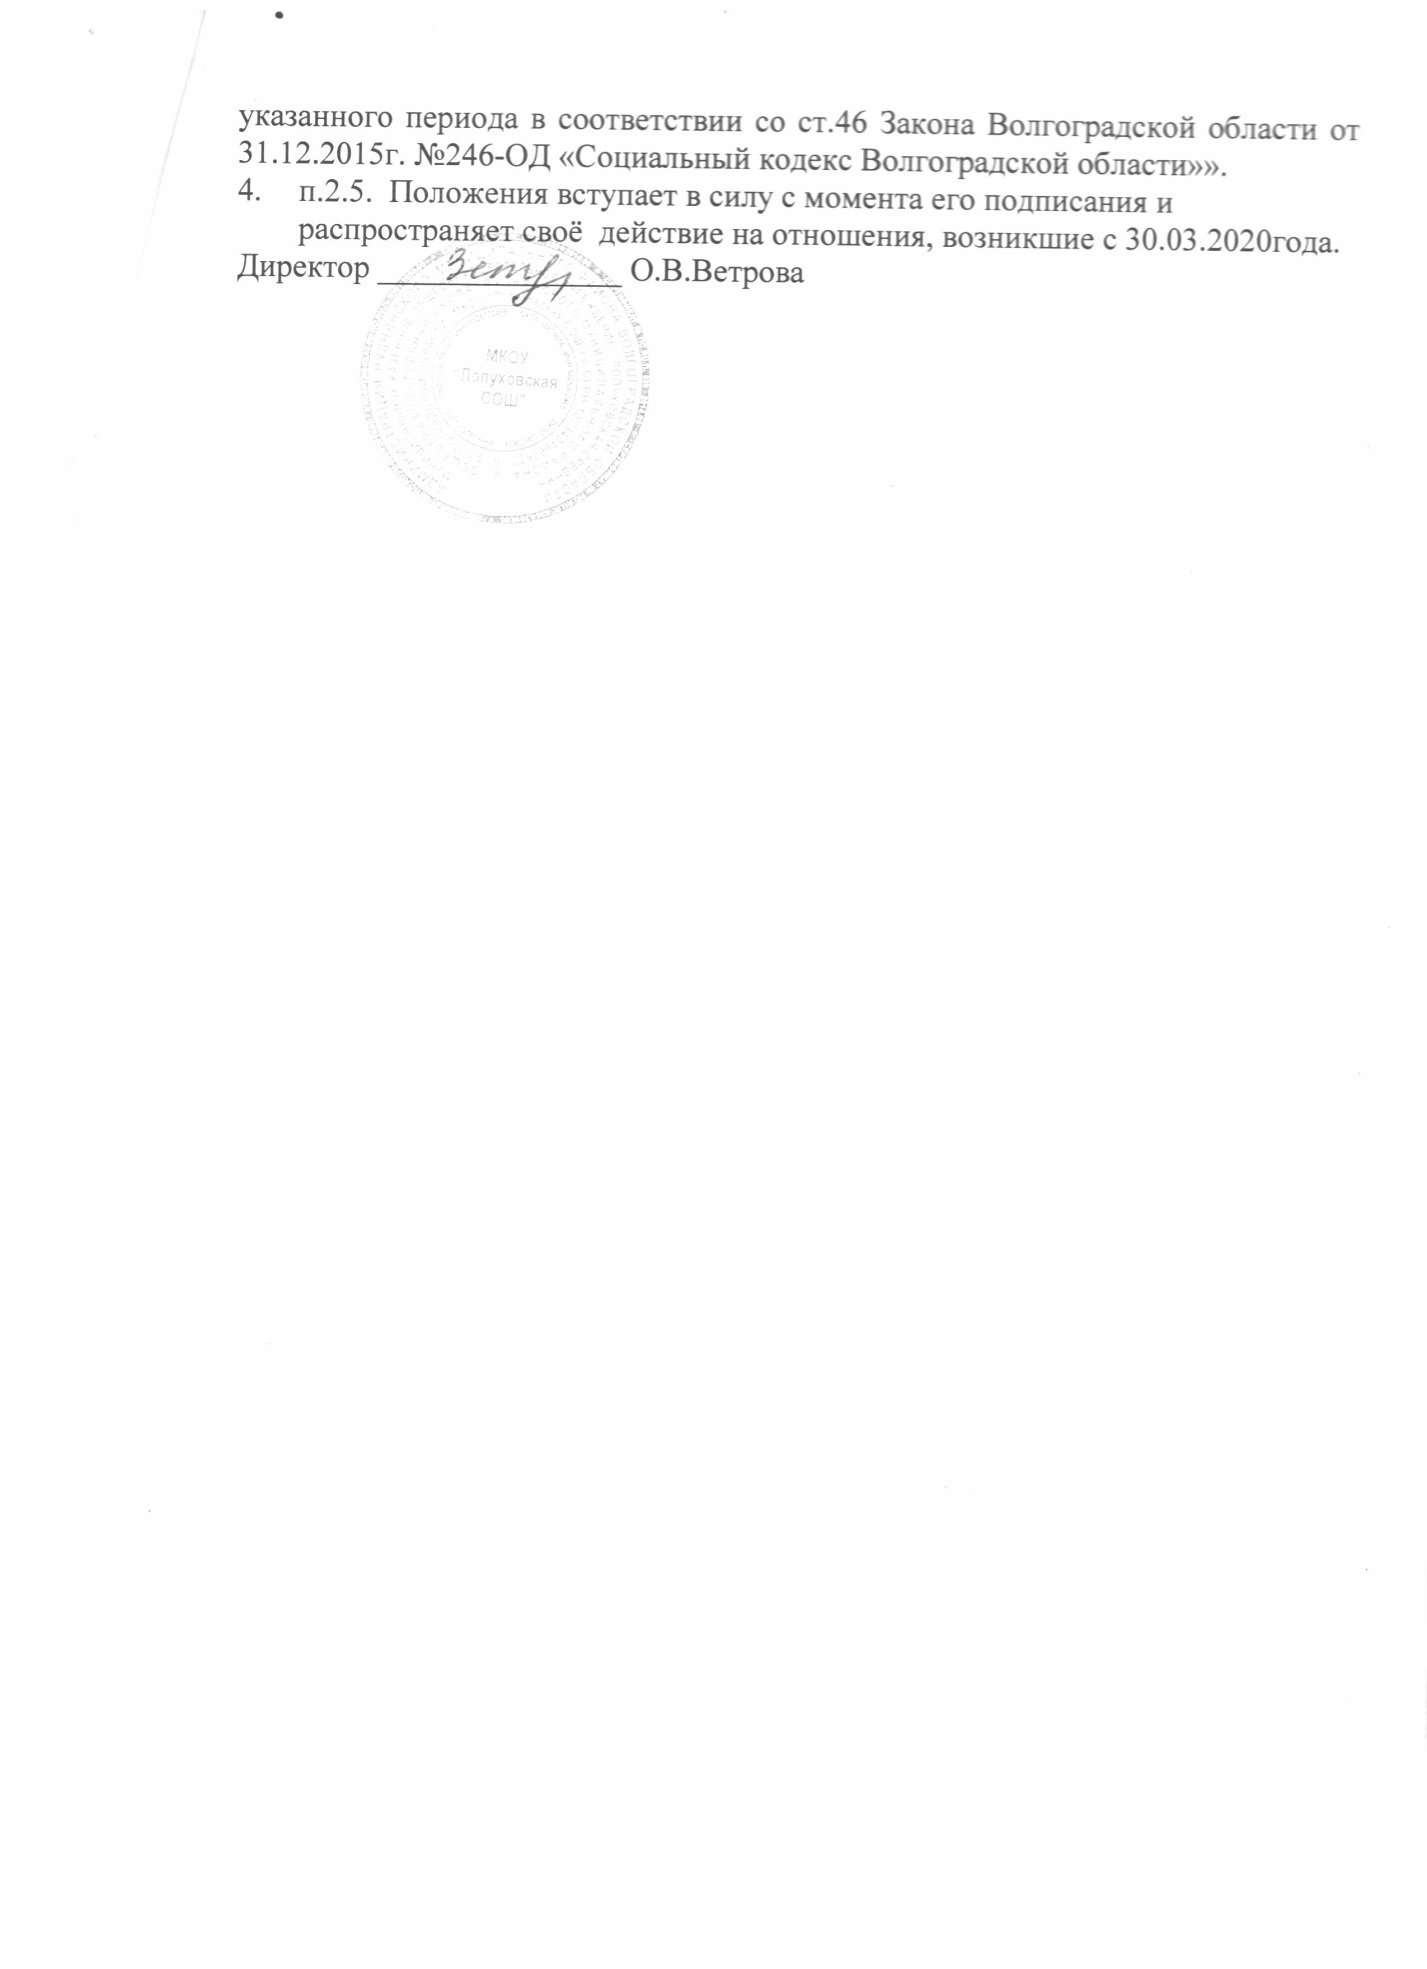 указанного периода в соответствии со ст.46 Закона Волгоградской области от
31.12.2015г. №246-ОД «Социальный кодекс Волгоградской области»».
4. п.2.5. Положения вступает в силу с момента его подписания и
распространяет своё действие на отношения, возникшие с 30.03.2020года.
Директор ________________ О.В.Ветрова
МКОУ
"Лопуховская
СОШ"